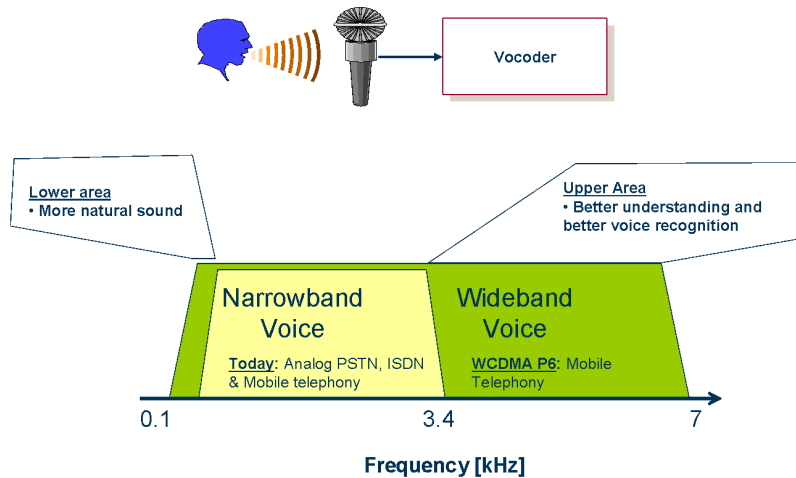 Vocoder
Lower area
• More natural sound
Upper Area
• Better understanding and
better voice recognition
Narrowband
Voice
Today: Analog PSTN, ISDN
& Mobile telephony
Wideband
Voice
WCDMA P6: Mobile
Telephony
0.1
3.4
7
Frequency [kHz]